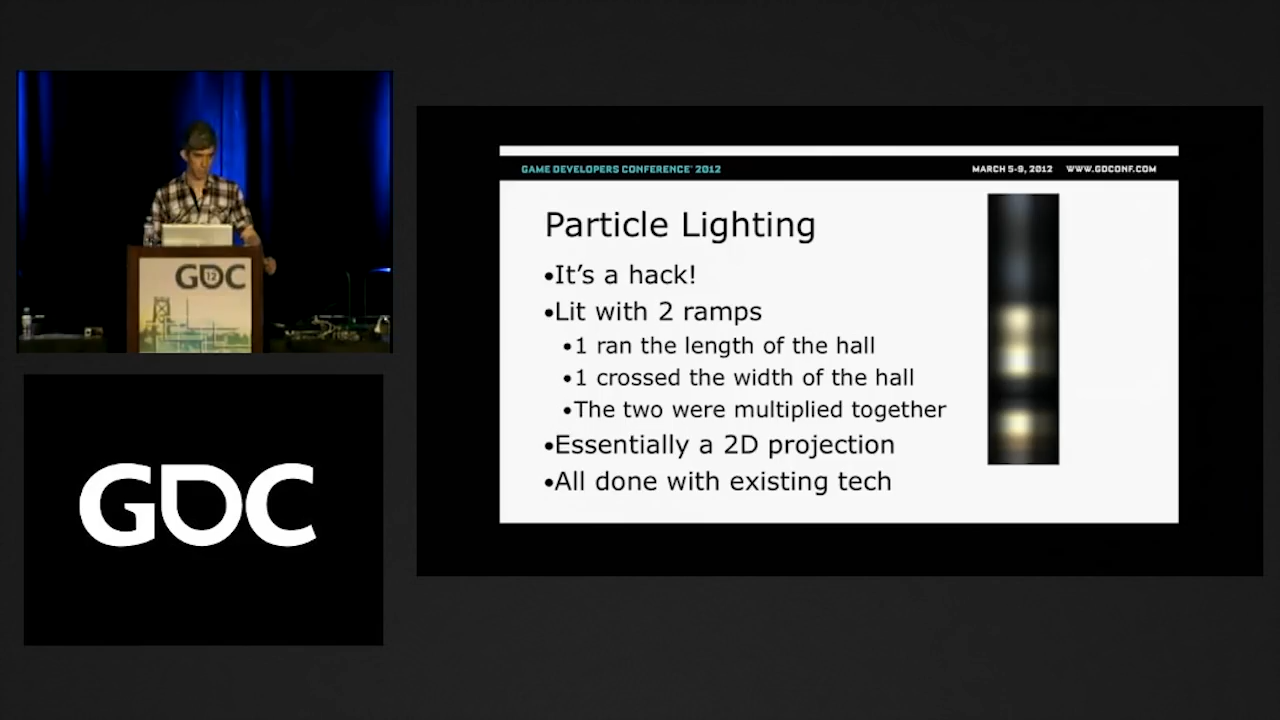 GDC
12
GAME DEVELOPERS CONFERENCE® 2012
MARCH 5-9, 2012 WWW.GDCONF.COM
Particle Lighting
•It's a hack!
•Lit with 2 ramps
•1 ran the length of the hall
•1 crossed the width of the hall
•The two were multiplied together
•Essentially a 2D projection
•All done with existing tech
GDC